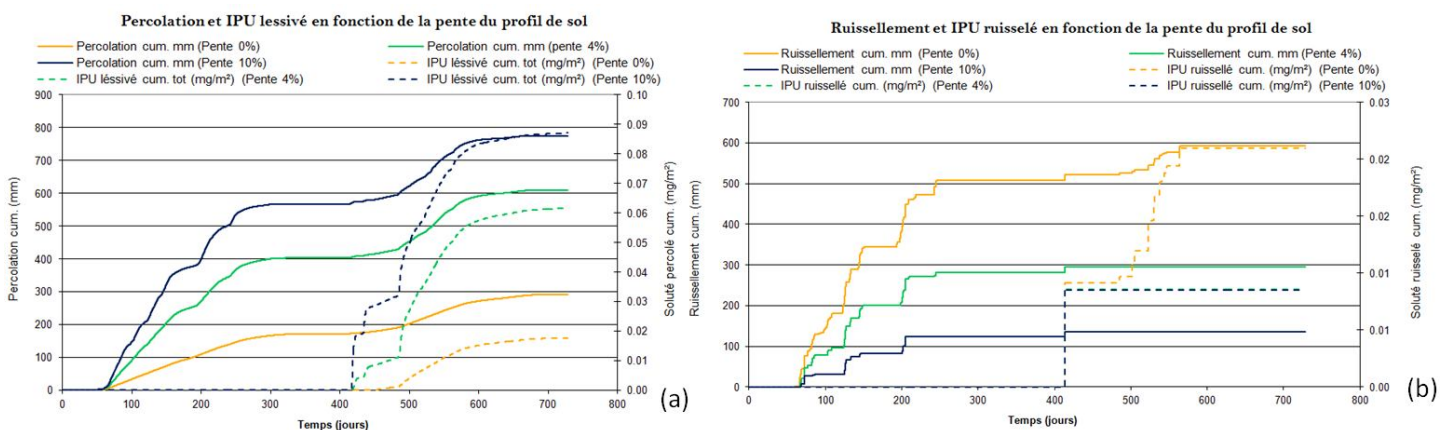 Percolation et IPU lessivé en fonction de la pente du profil de sol
Percolation cum. mm (Pente 0%)
Percolation cum. mm (pente 4%)
Percolation cum. mm (Pente 10%)
IPU léssivé cum. tot (mg/m²) (Pente 0%)
IPU léssivé cum. tot (mg/m²) (Pente 4%)
IPU léssivé cum. tot (mg/m²) (Pente 10%)
900
800
700
600
500
400
300
200
100
0
Percolation cum. (mm)
0.10
0.09
0.08
0.07
0.06
0.05
0.04
0.03
0.02
0.01
0.00
Soluté percolé cum. (mg/m²)
0 100 200 300 400 500 600 700 800
Temps (jours)
(a)
Ruissellement et IPU ruisselé en fonction de la pente du profil de sol
Ruissellement cum. mm (Pente 0%)
Ruissellement cum. mm (Pente 4%)
Ruissellement cum. mm (Pente 10%)
IPU ruissellé cum. (mg/m²) (Pente 0%)
IPU ruissellé cum. (mg/m²) (Pente 4%)
IPU ruissellé cum. (mg/m²) (Pente 10%)
700
600
500
400
300
200
100
0
Ruissellement cum. (mm)
0.03
0.02
0.02
0.01
0.01
0.00
Soluté ruisselé cum. (mg/m²)
0 100 200 300 400 500 600 700 800
Temps (jours)
(b)